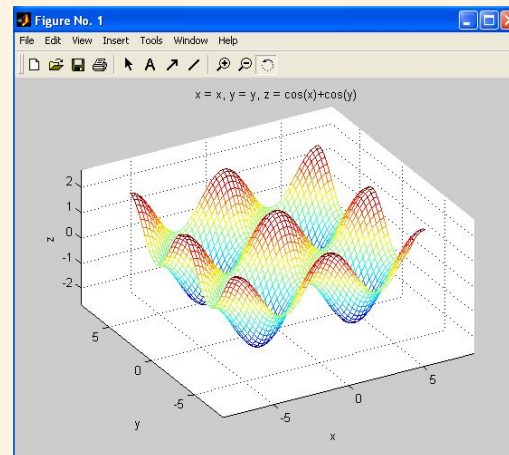 Figure No. 1
File Edit View Insert Tools Window Help
A
x = x, y = y, z = cos(x)+cos(y)
2
1
0
-1
-2
z
5
0
-5
y
-5
0
5
x